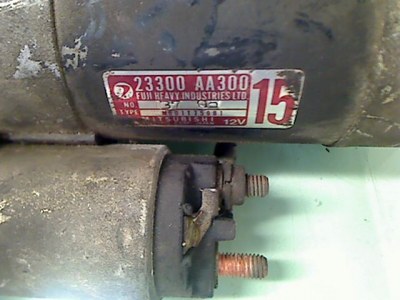 23300 AA300
FUJI HEAVY INDUSTRIES LTD.
NO
TYPE
MITSUBISHI 12V
15